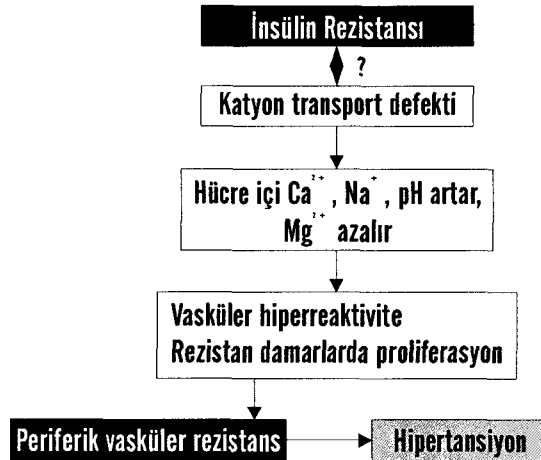 İnsülin Rezistansı
?
Katyon transport defekti
Hücre içi Ca²⁺, Na⁺, pH artar,
Mg²⁺ azalır
Vasküler hiperreaktivite
Rezistan damarlarda proliferasyon
Periferik vasküler rezistans
Hipertansiyon